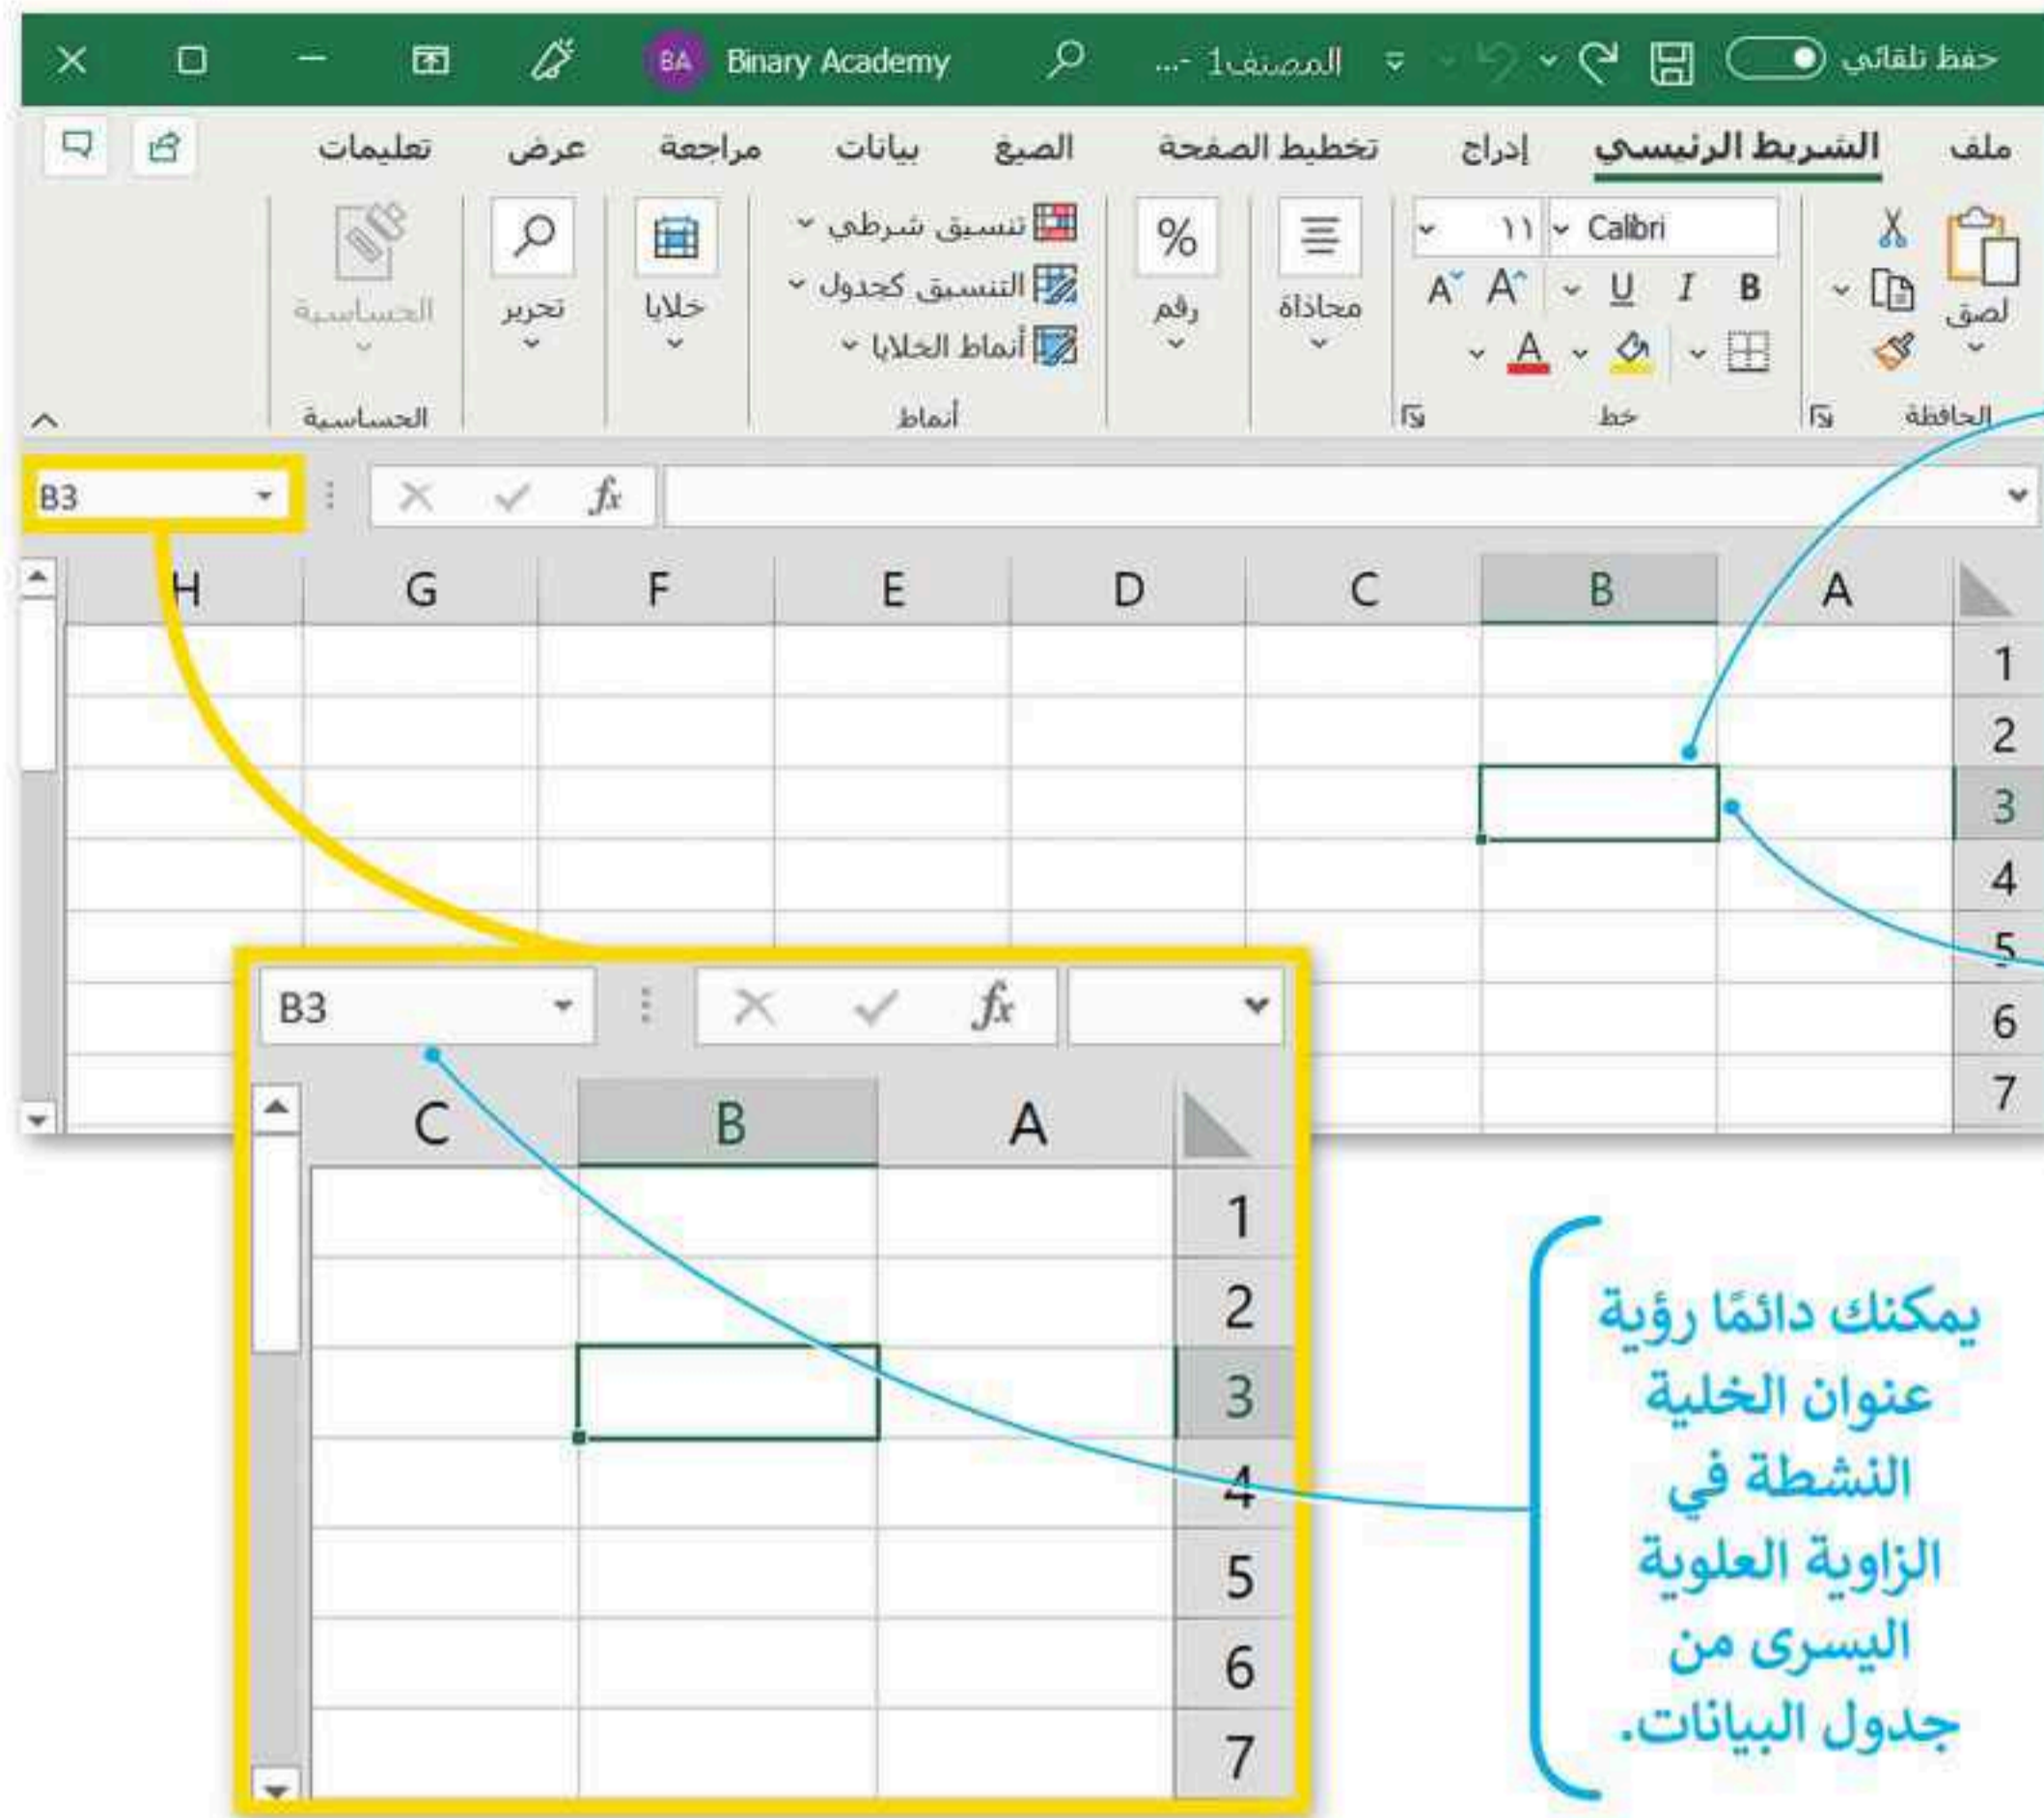 حفظ تلقائي المصنف1 -... Binary Academy BA
ملف الشريط الرئيسي إدراج تخطيط الصفحة الصيغ بيانات مراجعة عرض تعليمات
لصق
الحافظة
Calibri ١١
B I U A^ Aˇ
A
خط
محاذاة
% رقم
تنسيق شرطي
التنسيق كجدول
أنماط الخلايا
أنماط
خلايا
تحرير
الحساسية
الحساسية
B3 fx
A B C D E F G H
1
2
3
4
5
6
7
B3 fx
A B C
1
2
3
4
5
6
7
يمكنك دائمًا رؤية
عنوان الخلية
النشطة في
الزاوية العلوية
اليسرى من
جدول البيانات.